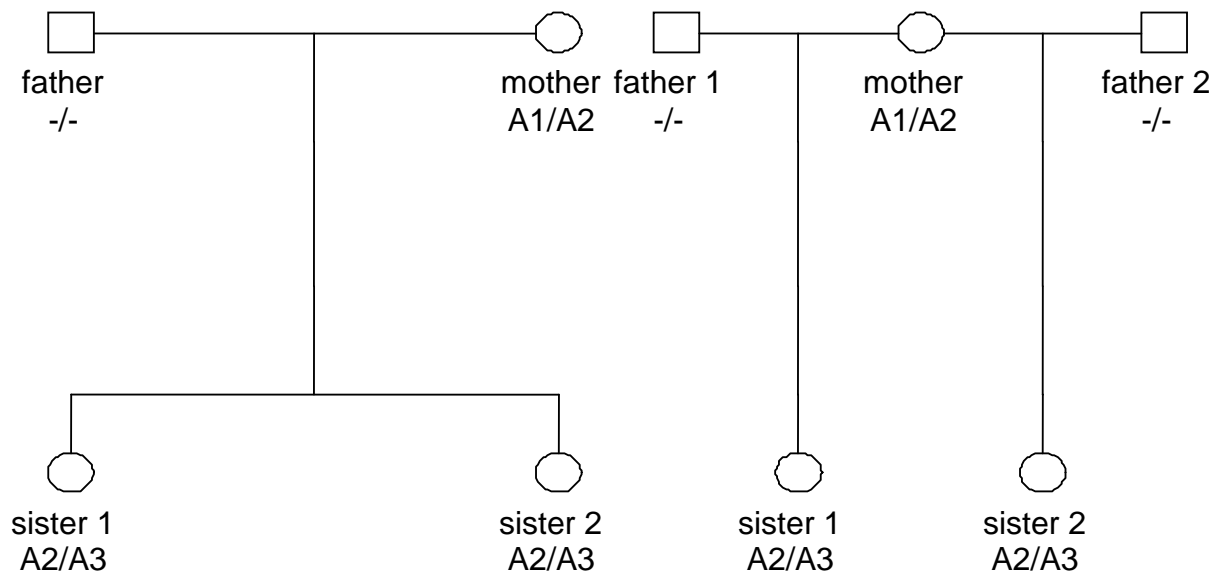 father
-/-
mother
A1/A2
father 1
-/-
mother
A1/A2
father 2
-/-
sister 1
A2/A3
sister 2
A2/A3
sister 1
A2/A3
sister 2
A2/A3